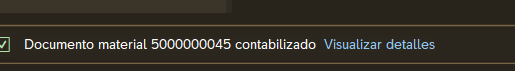 Documento material 5000000045 contabilizado Visualizar detalles